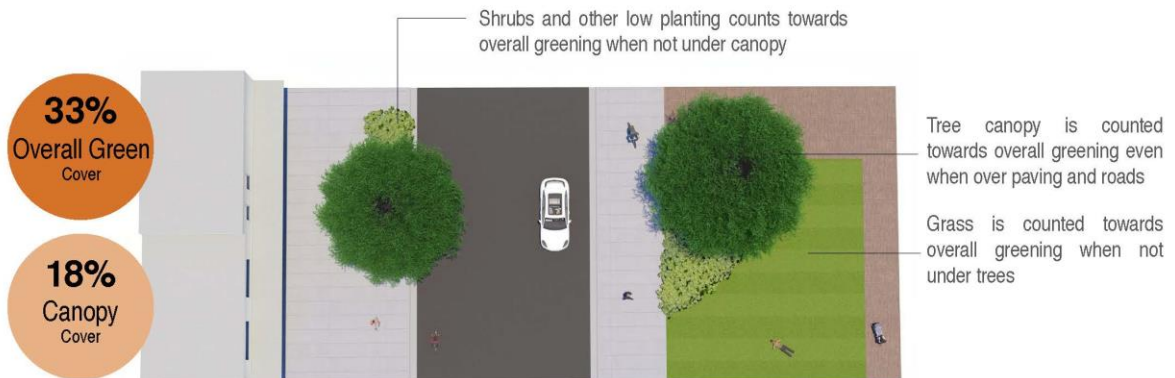 Shrubs and other low planting counts towards
overall greening when not under canopy
33%
Overall Green
Cover
18%
Canopy
Cover
Tree canopy is counted
towards overall greening even
when over paving and roads
Grass is counted towards
overall greening when not
under trees